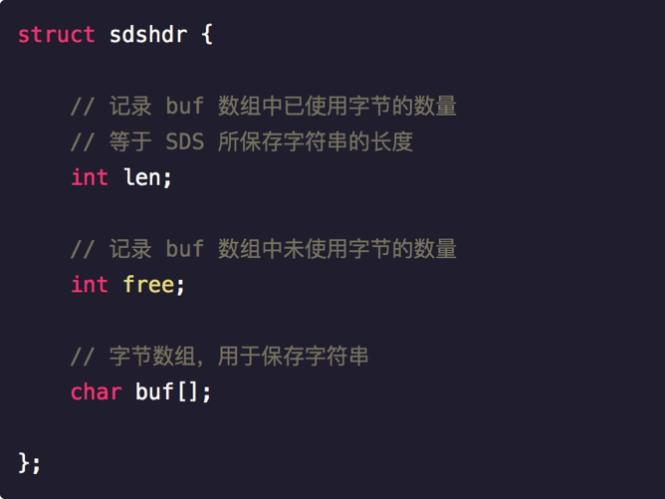 struct sdshdr {
// 记录 buf 数组中已使用字节的数量
// 等于 SDS 所保存字符串的长度
int len;
// 记录 buf 数组中未使用字节的数量
int free;
// 字节数组，用于保存字符串
char buf[];
};